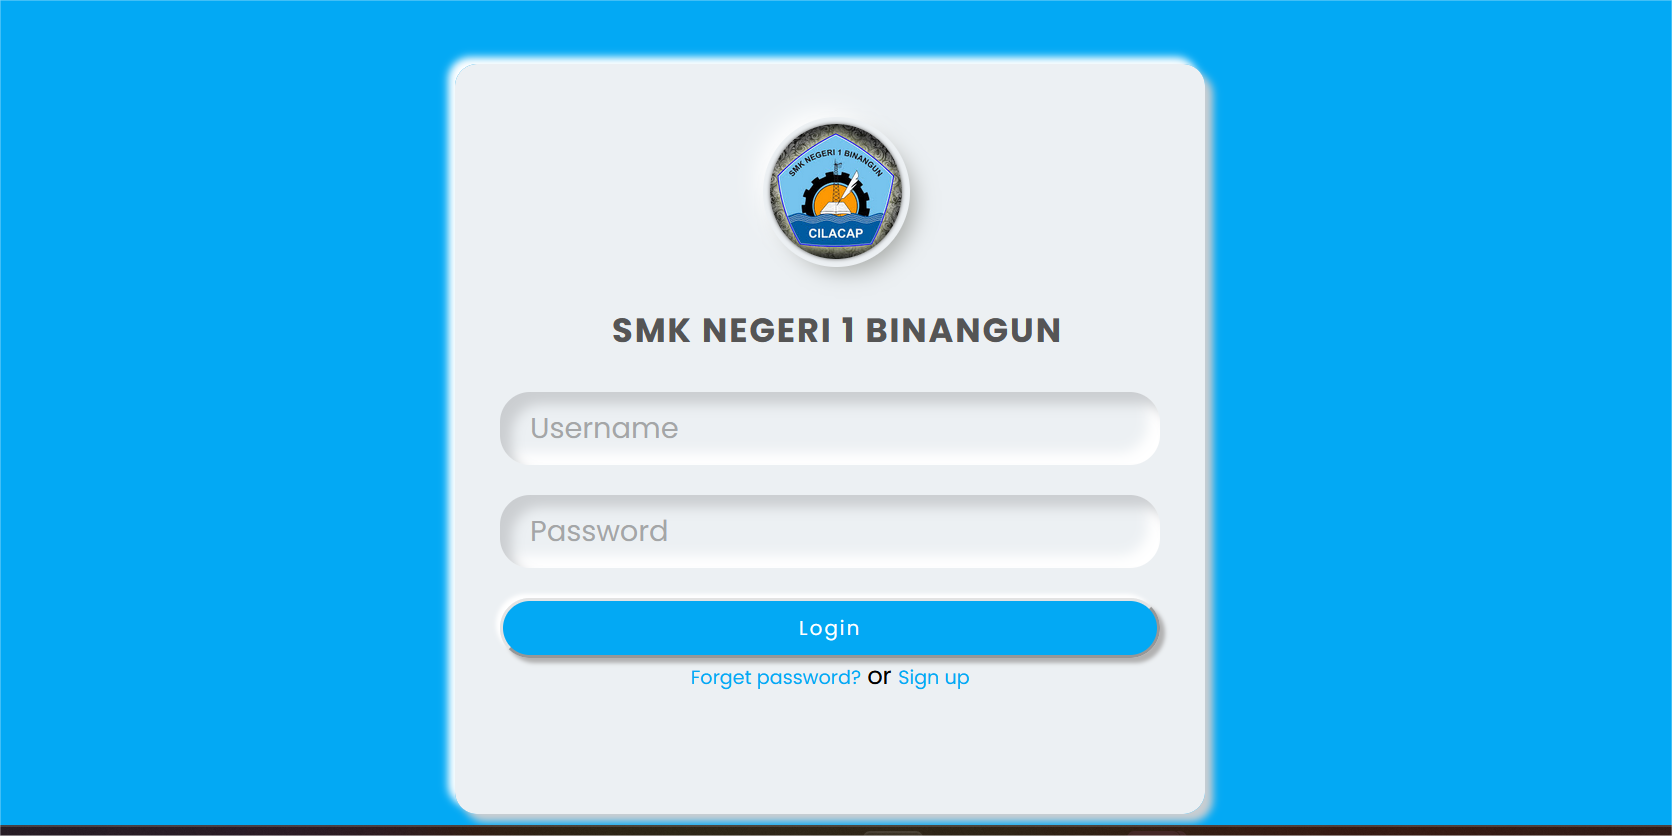 SMK NEGERI 1 BINANGUN
CILACAP
SMK NEGERI 1 BINANGUN
Username
Password
Login
Forget password? or Sign up